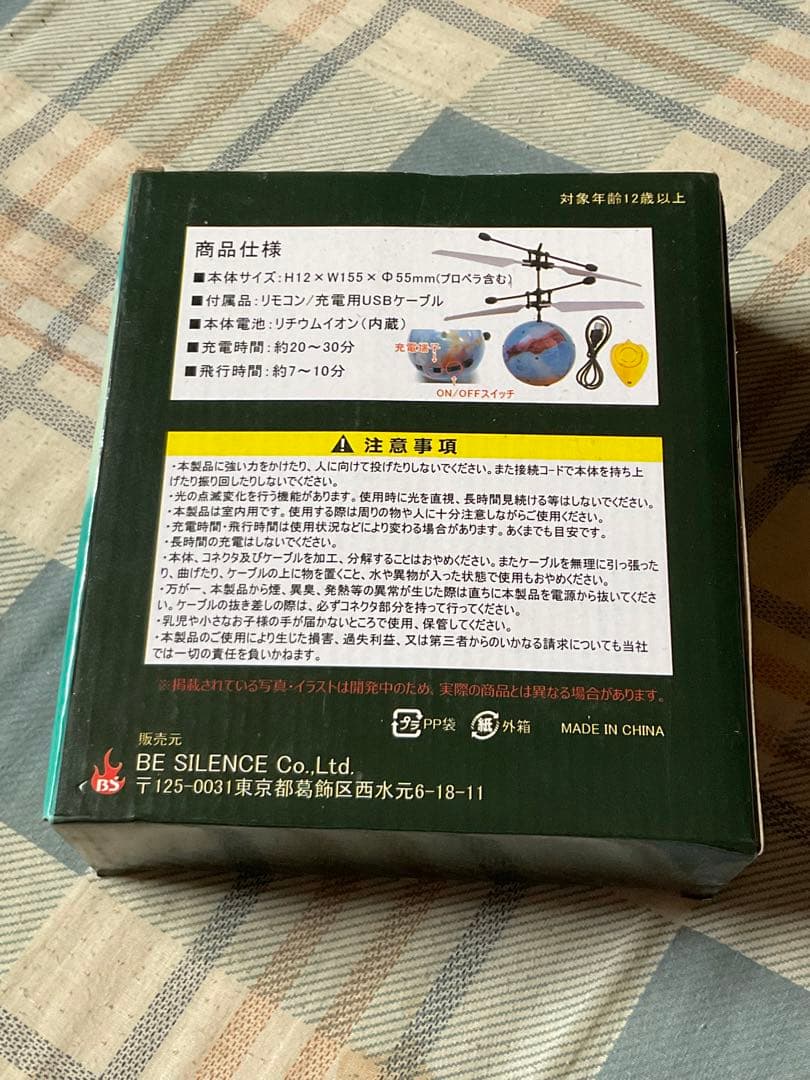 対象年齢12歳以上
商品仕様
■本体サイズ:H12×W155×Φ55mm(プロペラ含む)
■付属品:リモコン/充電用USBケーブル
■本体電池:リチウムイオン(内蔵)
■充電時間:約20〜30分
■飛行時間:約7〜10分
充電端子
ON/OFFスイッチ
注意事項
・本製品に強い力をかけたり、人に向けて投げたりしないでください。また接続コードで本体を持ち上
げたり振り回したりしないでください。
・光の点滅変化を行う機能があります。使用時に光を直視、長時間見続ける等はしないでください。
・本製品は室内用です。使用する際は周りの物や人に十分注意しながらご使用ください。
・充電時間・飛行時間は使用状況などにより変わる場合があります。あくまでも目安です。
・長時間の充電はしないでください。
・本体、コネクタ及びケーブルを加工、分解することはおやめください。またケーブルを無理に引っ張った
り、曲げたり、ケーブルの上に物を置くこと、水や異物が入った状態で使用もおやめください。
・万が一、本製品から煙、異臭、発熱等の異常が生じた際は直ちに本製品を電源から抜いてくださ
い。ケーブルの抜き差しの際は、必ずコネクタ部分を持って行ってください。
・乳児や小さなお子様の手が届かないところで使用、保管してください。
・本製品のご使用により生じた損害、過失利益、又は第三者からのいかなる請求についても当社
では一切の責任を負いかねます。
※掲載されている写真・イラストは開発中のため、実際の商品とは異なる場合があります。
プラ PP袋 紙 外箱 MADE IN CHINA
販売元
BS BE SILENCE Co.,Ltd.
〒125-0031東京都葛飾区西水元6-18-11